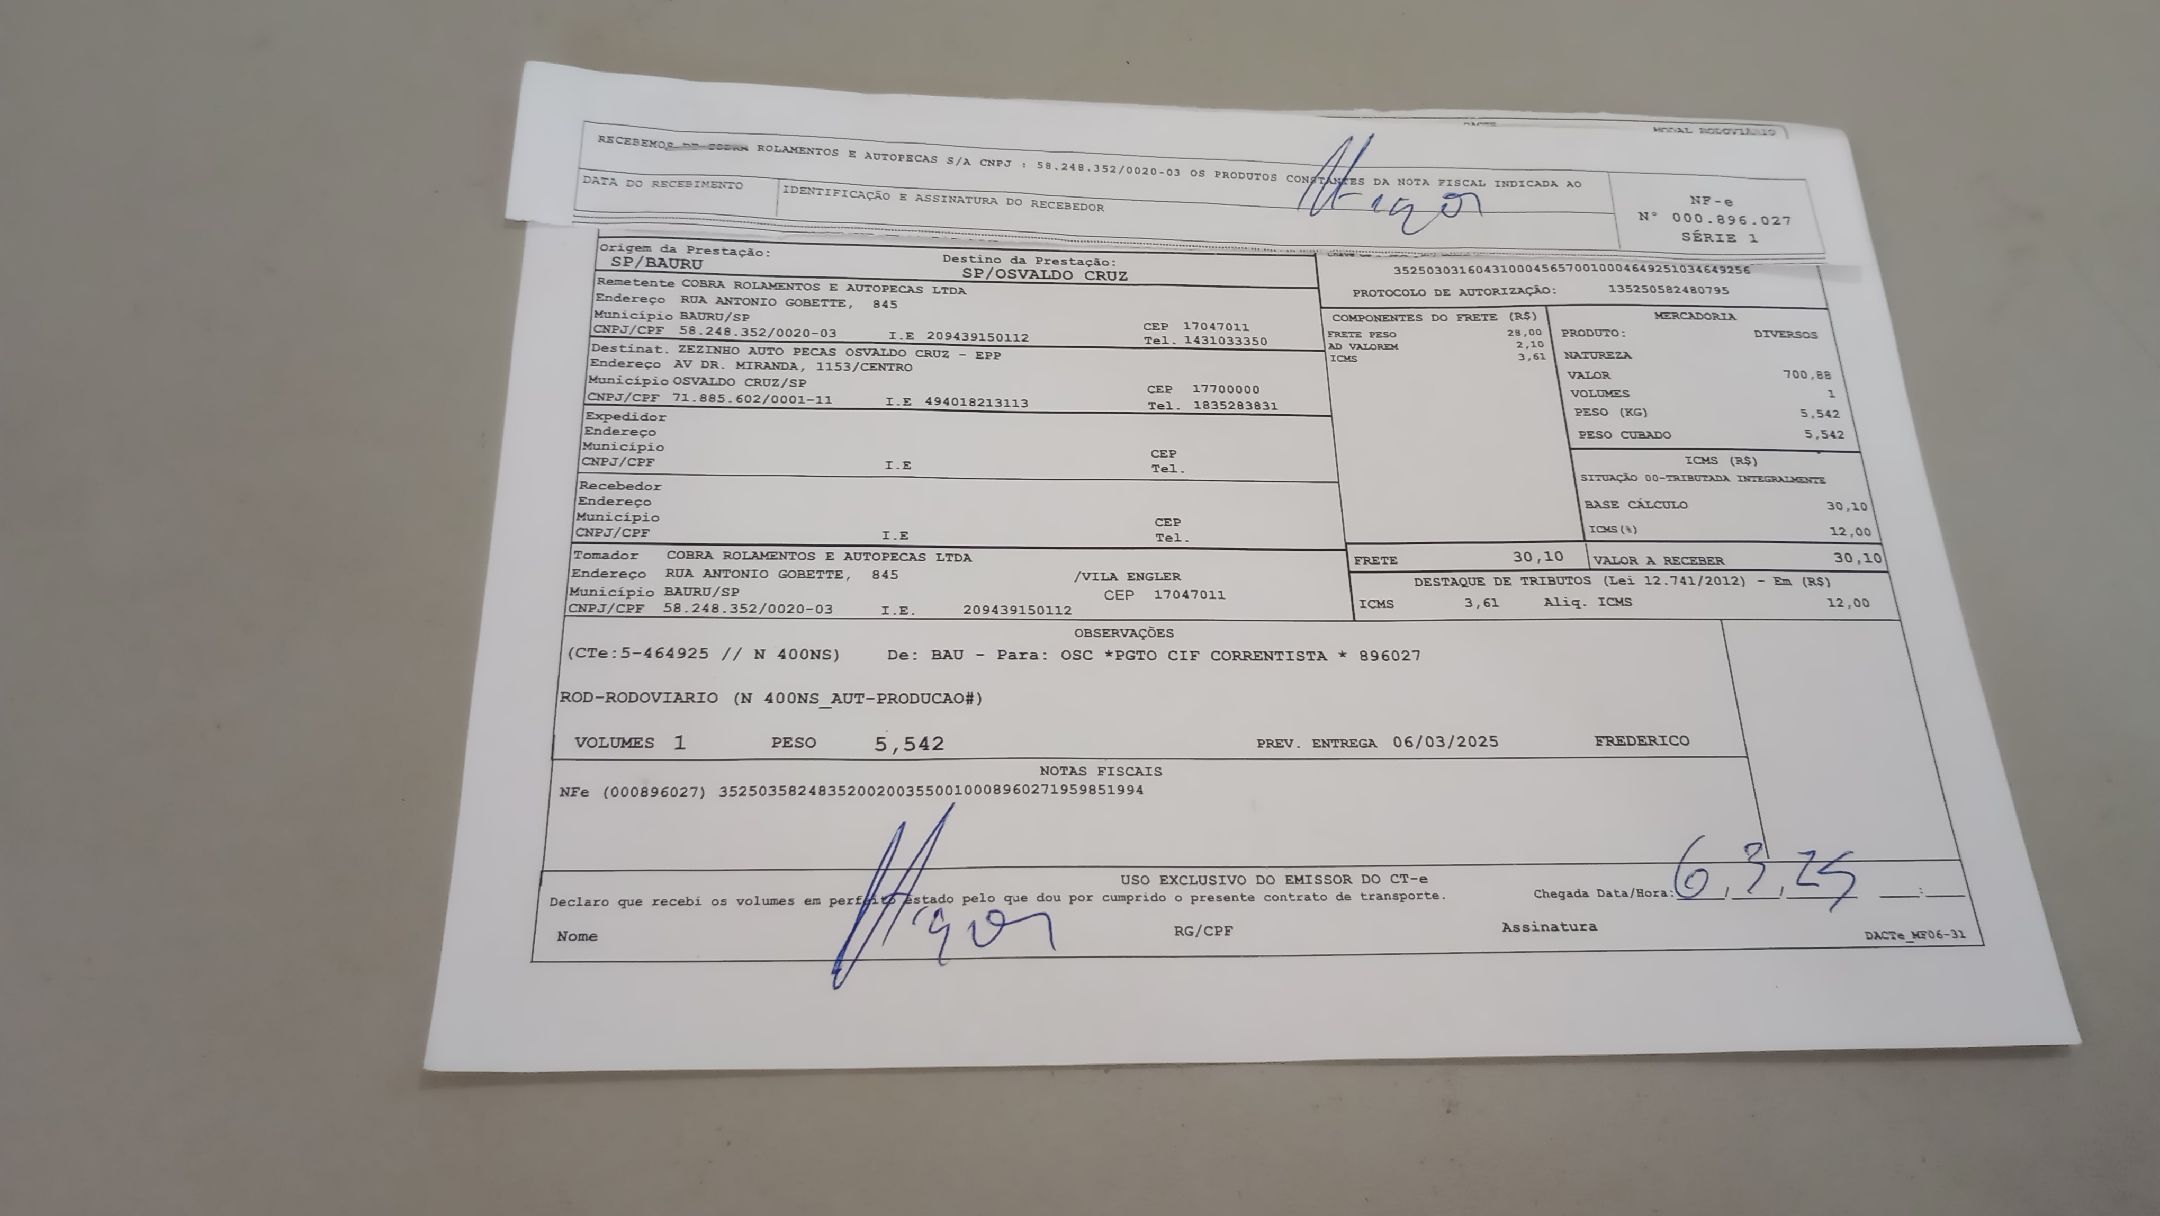 MODAL RODOVIÁRIO
RECEBEMOS DE COBRA ROLAMENTOS E AUTOPECAS S/A CNPJ : 58.248.352/0020-03 OS PRODUTOS CONSTANTES DA NOTA FISCAL INDICADA AO
DATA DO RECEBIMENTO IDENTIFICAÇÃO E ASSINATURA DO RECEBEDOR
NF-e
N° 000.896.027
SÉRIE 1
Origem da Prestação: Destino da Prestação:
SP/BAURU SP/OSVALDO CRUZ
Remetente COBRA ROLAMENTOS E AUTOPECAS LTDA
Endereço RUA ANTONIO GOBETTE, 845
Município BAURU/SP CEP 17047011
CNPJ/CPF 58.248.352/0020-03 I.E 209439150112 Tel. 1431033350
Destinat. ZEZINHO AUTO PECAS OSVALDO CRUZ - EPP
Endereço AV DR. MIRANDA, 1153/CENTRO
Município OSVALDO CRUZ/SP CEP 17700000
CNPJ/CPF 71.885.602/0001-11 I.E 494018213113 Tel. 1835283831
Expedidor
Endereço
Município CEP
CNPJ/CPF I.E Tel.
Recebedor
Endereço
Município CEP
CNPJ/CPF I.E Tel.
Tomador COBRA ROLAMENTOS E AUTOPECAS LTDA
Endereço RUA ANTONIO GOBETTE, 845 /VILA ENGLER
Município BAURU/SP CEP 17047011
CNPJ/CPF 58.248.352/0020-03 I.E. 209439150112
35250303160431000456570010004649251034649256
PROTOCOLO DE AUTORIZAÇÃO: 135250582480795
COMPONENTES DO FRETE (R$)
FRETE PESO 28,00
AD VALOREM 2,10
ICMS 3,61
MERCADORIA
PRODUTO: DIVERSOS
NATUREZA
VALOR 700,88
VOLUMES 1
PESO (KG) 5,542
PESO CUBADO 5,542
ICMS (R$)
SITUAÇÃO 00-TRIBUTADA INTEGRALMENTE
BASE CÁLCULO 30,10
ICMS(%) 12,00
FRETE 30,10 VALOR A RECEBER 30,10
DESTAQUE DE TRIBUTOS (Lei 12.741/2012) - Em (R$)
ICMS 3,61 Aliq. ICMS 12,00
OBSERVAÇÕES
(CTe:5-464925 // N 400NS) De: BAU - Para: OSC *PGTO CIF CORRENTISTA * 896027
ROD-RODOVIARIO (N 400NS_AUT-PRODUCAO#)
VOLUMES 1 PESO 5,542 PREV. ENTREGA 06/03/2025 FREDERICO
NOTAS FISCAIS
NFe (000896027) 35250358248352002003550010008960271959851994
USO EXCLUSIVO DO EMISSOR DO CT-e
Declaro que recebi os volumes em perfeito estado pelo que dou por cumprido o presente contrato de transporte. Chegada Data/Hora: 6/3/25 __:__
Nome RG/CPF Assinatura DACTe_MF06-31